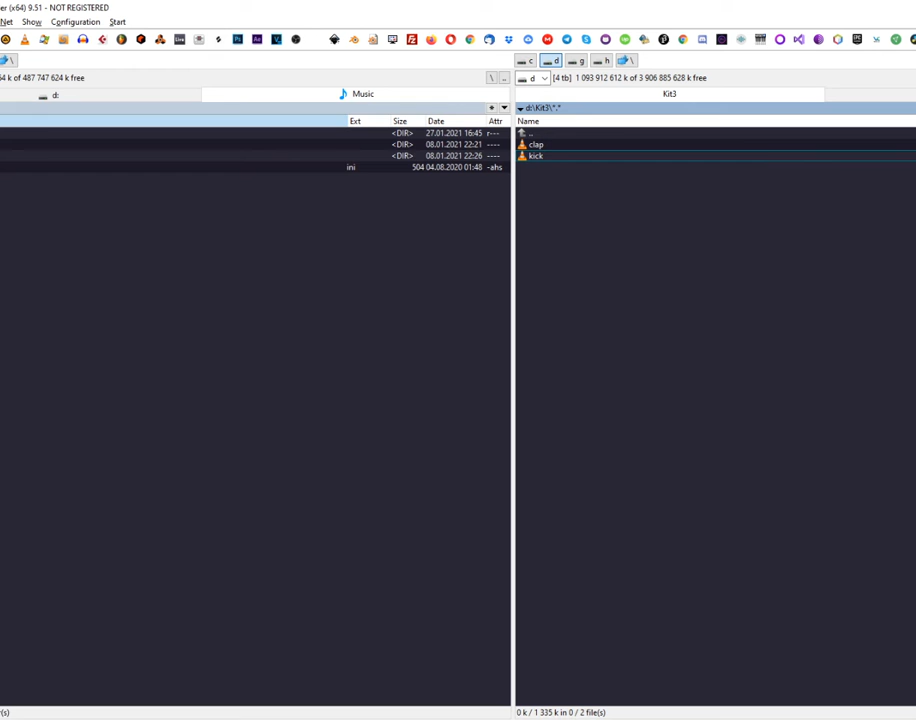 er (x64) 9.51 - NOT REGISTERED
Net Show Configuration Start
\ c d g h \
64 k of 487 747 624 k free \ .. d [4 tb] 1 093 912 612 k of 3 906 885 628 k free
d: Music Kit3
* d:\Kit3\*.*
Ext Size Date Attr Name
<DIR> 27.01.2021 16:45 r--- ..
<DIR> 08.01.2021 22:21 ---- clap
<DIR> 08.01.2021 22:26 ---- kick
ini 504 04.08.2020 01:48 -ahs
(s) 0 k / 1 335 k in 0 / 2 file(s)